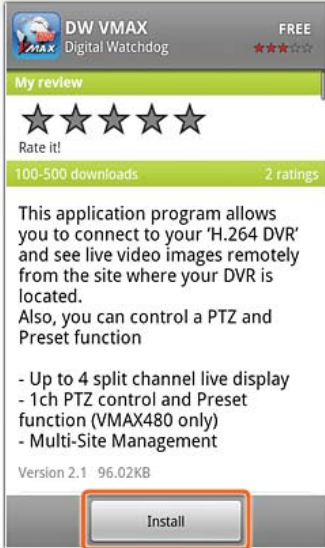 DW VMAX
FREE
VMAX
Digital Watchdog
My review
Rate it!
100-500 downloads
2 ratings
This application program allows
you to connect to your 'H.264 DVR'
and see live video images remotely
from the site where your DVR is
located.
Also, you can control a PTZ and
Preset function
- Up to 4 split channel live display
- 1ch PTZ control and Preset
function (VMAX480 only)
- Multi-Site Management
Version 2.1 96.02KB
Install